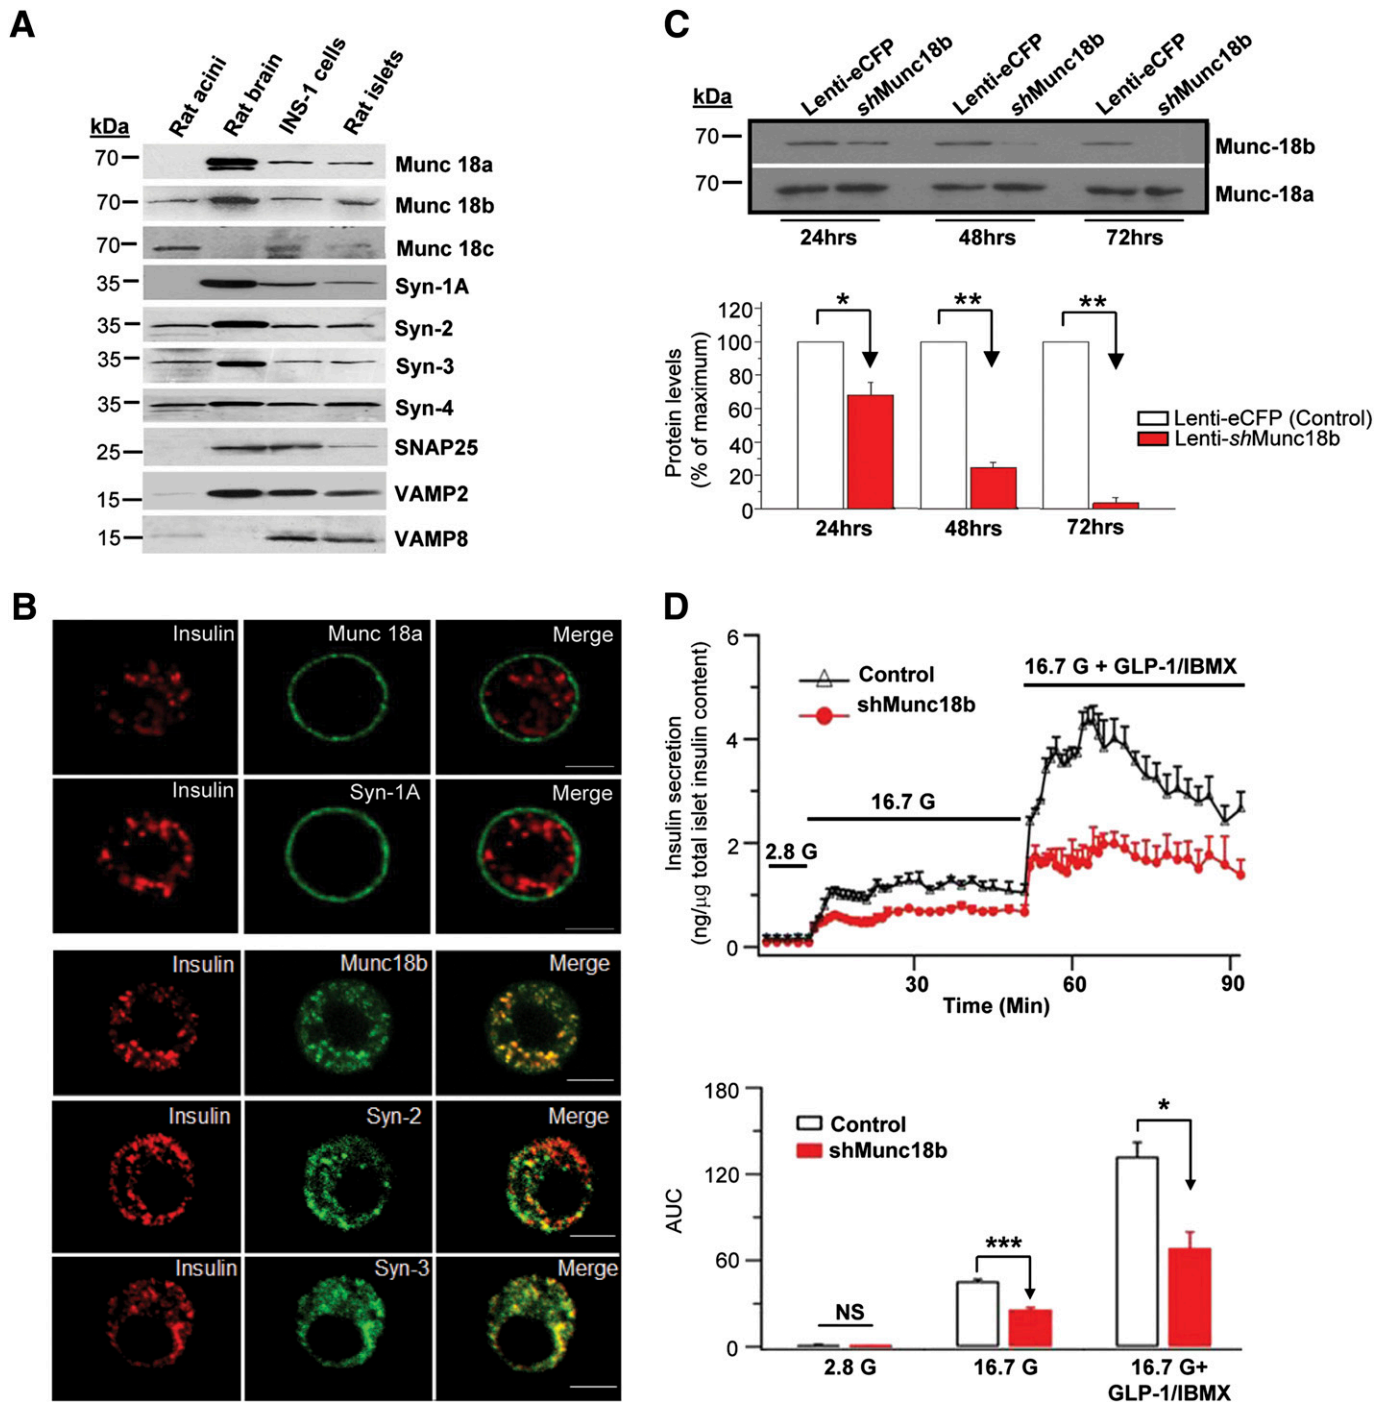 A
Rat acini
Rat brain
INS-1 cells
Rat islets
kDa
70
Munc 18a
70
Munc 18b
70
Munc 18c
35
Syn-1A
35
Syn-2
35
Syn-3
35
Syn-4
25
SNAP25
15
VAMP2
15
VAMP8
B
Insulin
Munc 18a
Merge
Insulin
Syn-1A
Merge
Insulin
Munc18b
Merge
Insulin
Syn-2
Merge
Insulin
Syn-3
Merge
C
kDa
Lenti-eCFP
shMunc18b
Lenti-eCFP
shMunc18b
Lenti-eCFP
shMunc18b
70
Munc-18b
70
Munc-18a
24hrs
48hrs
72hrs
Protein levels
(% of maximum)
120
100
80
60
40
20
0
*
**
**
24hrs
48hrs
72hrs
Lenti-eCFP (Control)
Lenti-shMunc18b
D
Insulin secretion
(ng/µg total islet insulin content)
6
4
2
0
Control
shMunc18b
2.8 G
16.7 G
16.7 G + GLP-1/IBMX
30
60
90
Time (Min)
AUC
180
120
60
0
Control
shMunc18b
NS
***
*
2.8 G
16.7 G
16.7 G+
GLP-1/IBMX